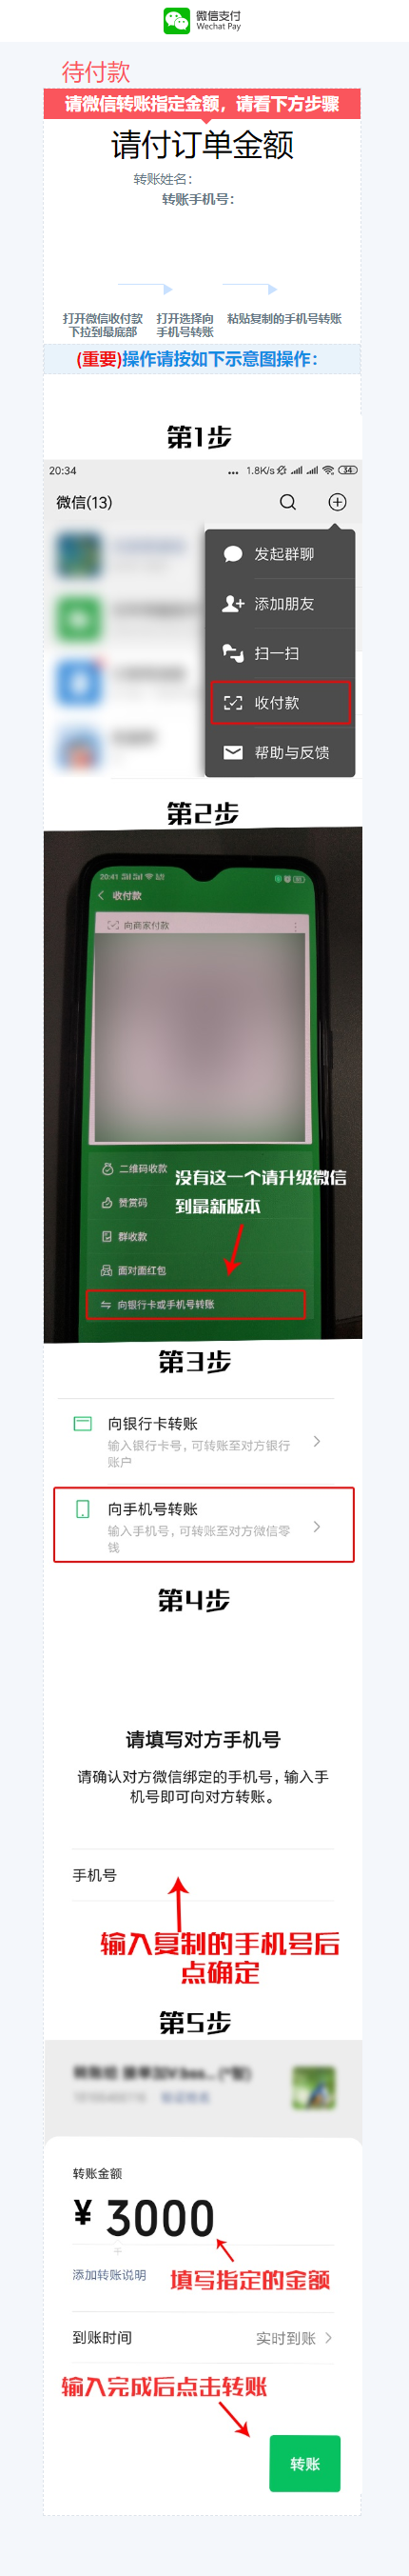 微信支付
Wechat Pay
待付款
请微信转账指定金额，请看下方步骤
请付订单金额
转账姓名：
转账手机号：
打开微信收付款
下拉到最底部
打开选择向
手机号转账
粘贴复制的手机号转账
(重要)操作请按如下示意图操作：
第1步
20:34
... 1.8K/s 34
微信(13)
发起群聊
添加朋友
扫一扫
收付款
帮助与反馈
第2步
20:41
收付款
向商家付款
二维码收款
没有这一个请升级微信
到最新版本
赞赏码
群收款
面对面红包
向银行卡或手机号转账
第3步
向银行卡转账
输入银行卡号，可转账至对方银行
账户
向手机号转账
输入手机号，可转账至对方微信零
钱
第4步
请填写对方手机号
请确认对方微信绑定的手机号，输入手
机号即可向对方转账。
手机号
输入复制的手机号后
点确定
第5步
转账金额
¥ 3000
千
添加转账说明
填写指定的金额
到账时间
实时到账
输入完成后点击转账
转账